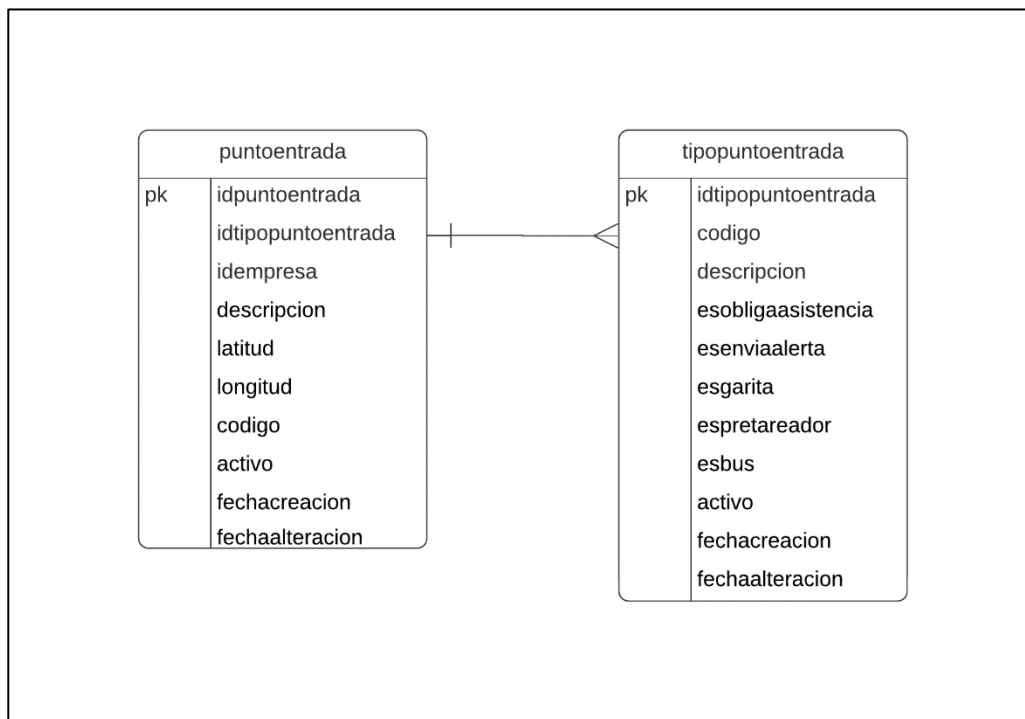 puntoentrada
pk idpuntoentrada
idtipopuntoentrada
idempresa
descripcion
latitud
longitud
codigo
activo
fechacreacion
fechaalteracion
tipopuntoentrada
pk idtipopuntoentrada
codigo
descripcion
esobligaasistencia
esenviaalerta
esgarita
espretareador
esbus
activo
fechacreacion
fechaalteracion